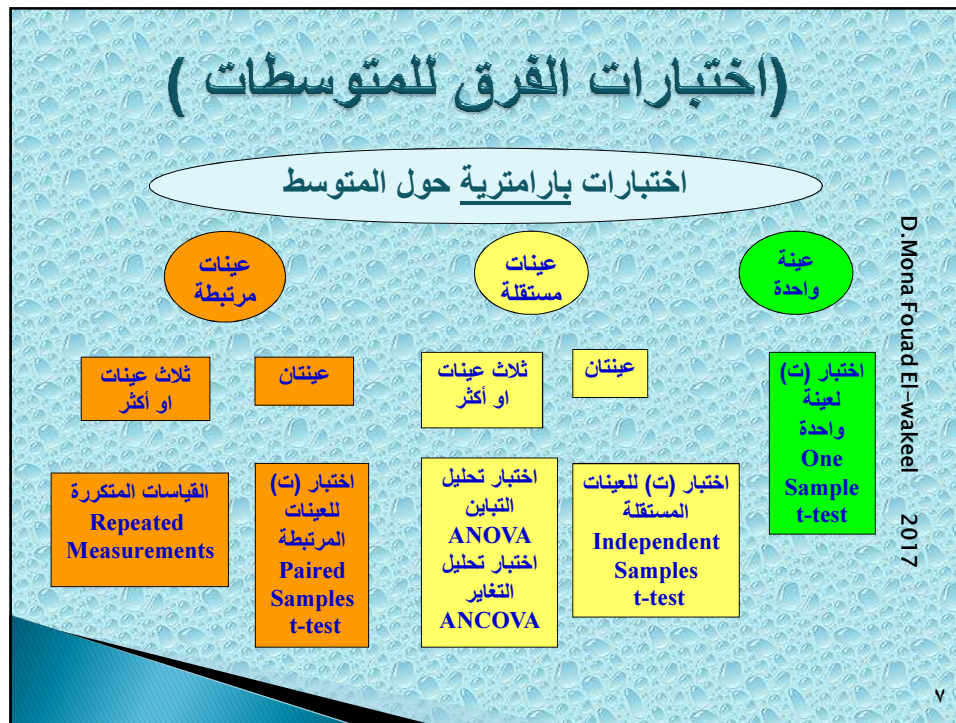 (اختبارات الفرق للمتوسطات )
اختبارات بارامترية حول المتوسط
عينة
واحدة
عينات
مستقلة
عينات
مرتبطة
اختبار (ت)
لعينة
واحدة
One
Sample
t-test
عينتان
ثلاث عينات
او أكثر
عينتان
ثلاث عينات
او أكثر
اختبار (ت) للعينات
المستقلة
Independent
Samples
t-test
اختبار تحليل
التباين
ANOVA
اختبار تحليل
التغاير
ANCOVA
اختبار (ت)
للعينات
المرتبطة
Paired
Samples
t-test
القياسات المتكررة
Repeated
Measurements
D.Mona Fouad El-wakeel 2017
٧